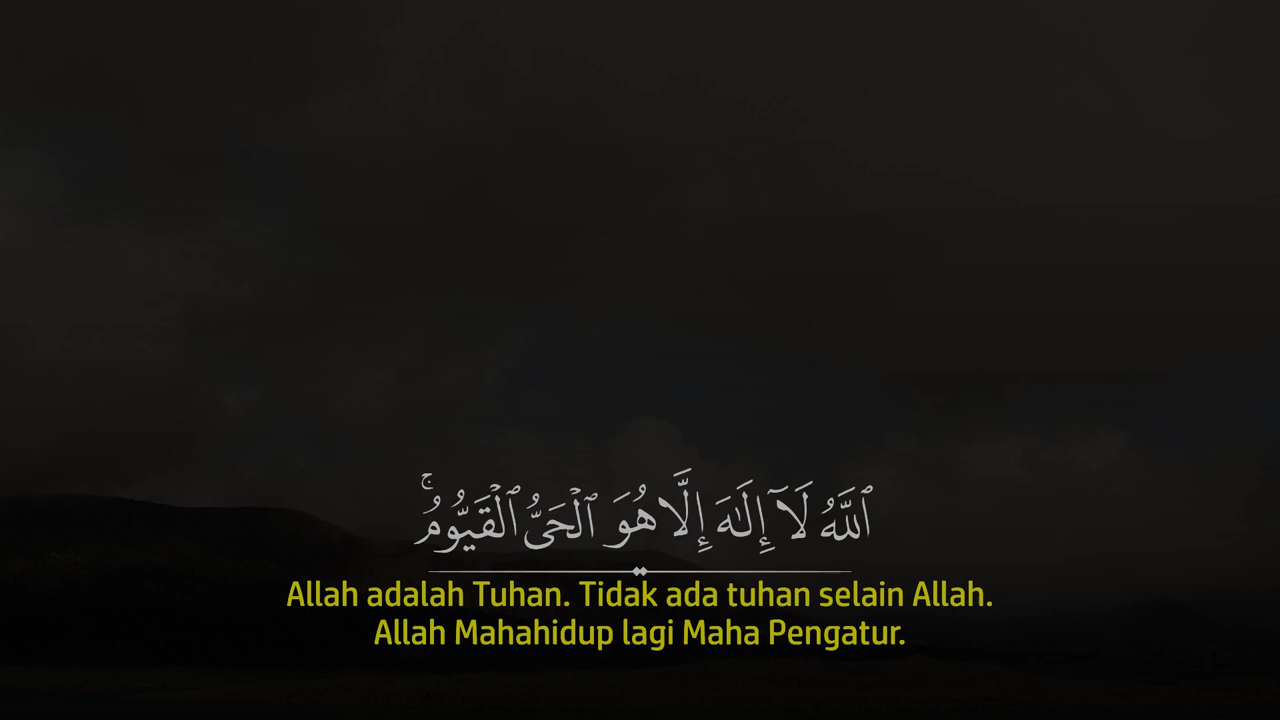 ٱللَّهُ لَآ إِلَـٰهَ إِلَّا هُوَ ٱلْحَىُّ ٱلْقَيُّومُ ۚ
Allah adalah Tuhan. Tidak ada tuhan selain Allah.
Allah Mahahidup lagi Maha Pengatur.